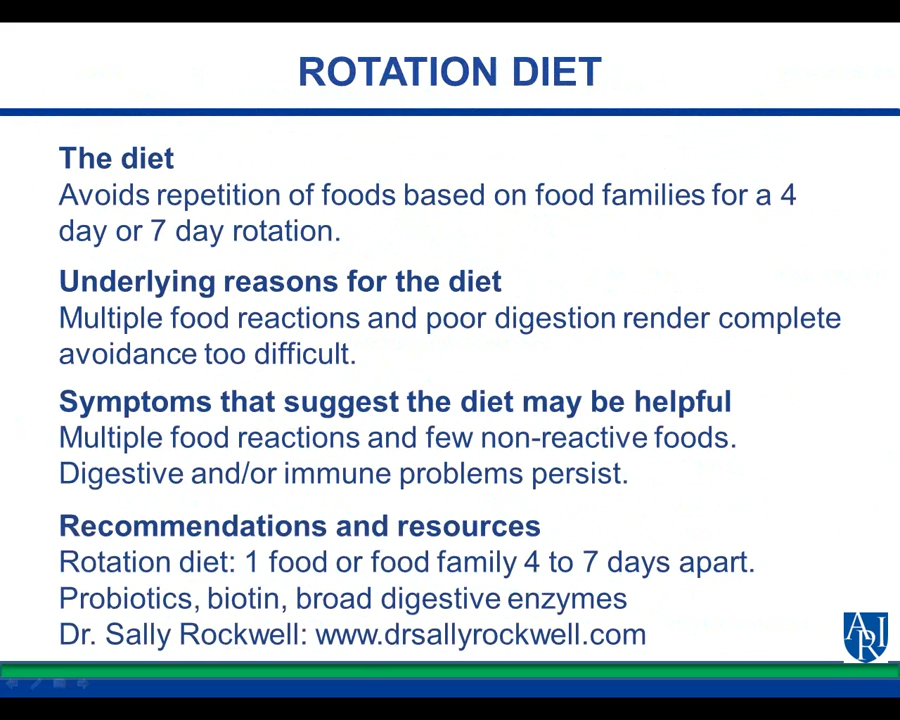 ROTATION DIET
The diet
Avoids repetition of foods based on food families for a 4
day or 7 day rotation.
Underlying reasons for the diet
Multiple food reactions and poor digestion render complete
avoidance too difficult.
Symptoms that suggest the diet may be helpful
Multiple food reactions and few non-reactive foods.
Digestive and/or immune problems persist.
Recommendations and resources
Rotation diet: 1 food or food family 4 to 7 days apart.
Probiotics, biotin, broad digestive enzymes
Dr. Sally Rockwell: www.drsallyrockwell.com
ARI